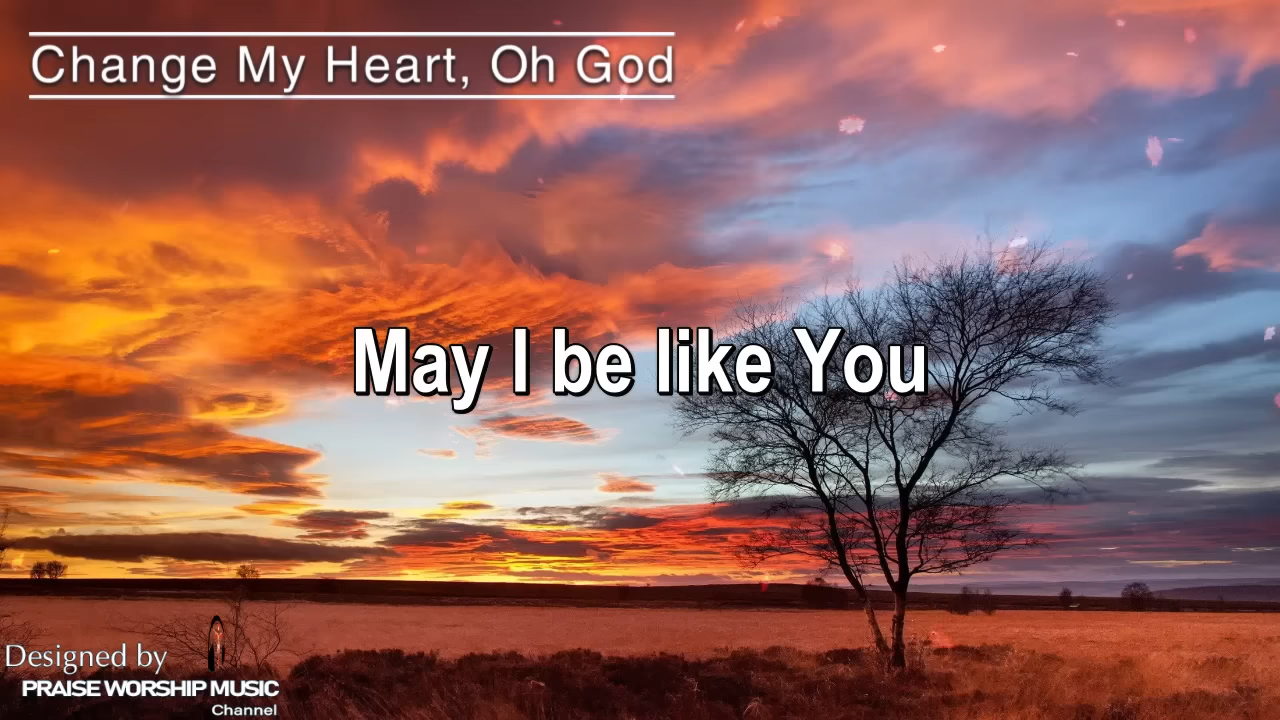 Change My Heart, Oh God
May I be like You
Designed by
PRAISE WORSHIP MUSIC
Channel